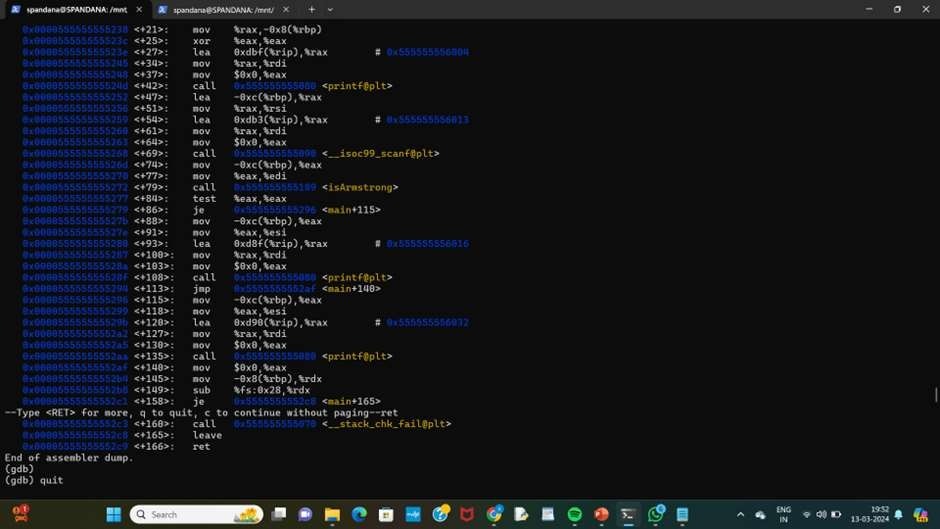 spandana@SPANDANA: /mnt, × spandana@SPANDANA: /mnt/ ×
0x0000555555555238 <+21>: mov %rax,-0x8(%rbp)
0x000055555555523c <+25>: xor %eax,%eax
0x000055555555523e <+27>: lea 0xdbf(%rip),%rax # 0x555555556004
0x0000555555555245 <+34>: mov %rax,%rdi
0x0000555555555248 <+37>: mov $0x0,%eax
0x000055555555524d <+42>: call 0x555555555080 <printf@plt>
0x0000555555555252 <+47>: lea -0xc(%rbp),%rax
0x0000555555555256 <+51>: mov %rax,%rsi
0x0000555555555259 <+54>: lea 0xdb3(%rip),%rax # 0x555555556013
0x0000555555555260 <+61>: mov %rax,%rdi
0x0000555555555263 <+64>: mov $0x0,%eax
0x0000555555555268 <+69>: call 0x555555555090 <__isoc99_scanf@plt>
0x000055555555526d <+74>: mov -0xc(%rbp),%eax
0x0000555555555270 <+77>: mov %eax,%edi
0x0000555555555272 <+79>: call 0x555555555189 <isArmstrong>
0x0000555555555277 <+84>: test %eax,%eax
0x0000555555555279 <+86>: je 0x555555555296 <main+115>
0x000055555555527b <+88>: mov -0xc(%rbp),%eax
0x000055555555527e <+91>: mov %eax,%esi
0x0000555555555280 <+93>: lea 0xd8f(%rip),%rax # 0x555555556016
0x0000555555555287 <+100>: mov %rax,%rdi
0x000055555555528a <+103>: mov $0x0,%eax
0x000055555555528f <+108>: call 0x555555555080 <printf@plt>
0x0000555555555294 <+113>: jmp 0x5555555552af <main+140>
0x0000555555555296 <+115>: mov -0xc(%rbp),%eax
0x0000555555555299 <+118>: mov %eax,%esi
0x000055555555529b <+120>: lea 0xd90(%rip),%rax # 0x555555556032
0x00005555555552a2 <+127>: mov %rax,%rdi
0x00005555555552a5 <+130>: mov $0x0,%eax
0x00005555555552aa <+135>: call 0x555555555080 <printf@plt>
0x00005555555552af <+140>: mov $0x0,%eax
0x00005555555552b4 <+145>: mov -0x8(%rbp),%rdx
0x00005555555552b8 <+149>: sub %fs:0x28,%rdx
0x00005555555552c1 <+158>: je 0x5555555552c8 <main+165>
--Type <RET> for more, q to quit, c to continue without paging--ret
0x00005555555552c3 <+160>: call 0x555555555070 <__stack_chk_fail@plt>
0x00005555555552c8 <+165>: leave
0x00005555555552c9 <+166>: ret
End of assembler dump.
(gdb)
(gdb) quit
Search
ENG
IN
19:52
13-03-2024